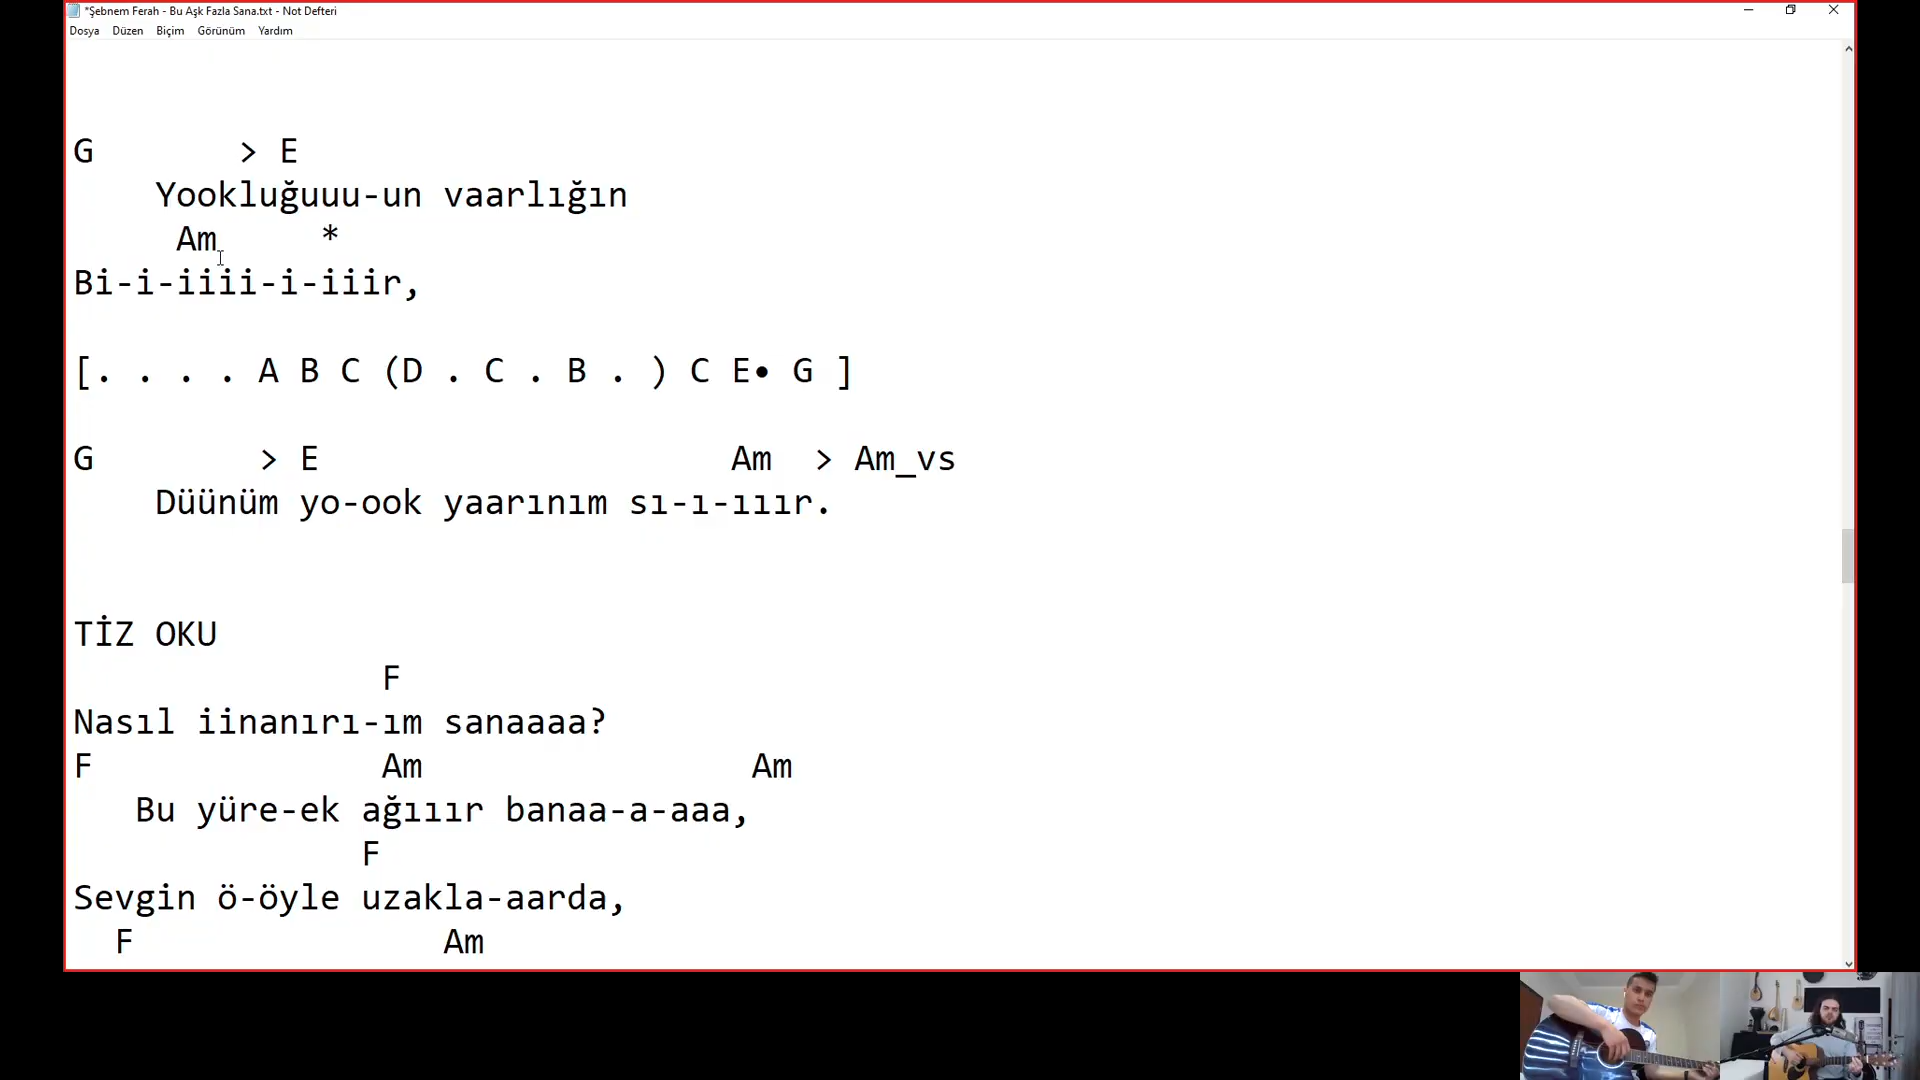 *Şebnem Ferah - Bu Aşk Fazla Sana.txt - Not Defteri
Dosya Düzen Biçim Görünüm Yardım
G > E
Yookluğuuu-un vaarlığın
Am *
Bi-i-iiii-i-iiir,
[. . . . A B C (D . C . B . ) C E• G ]
G > E Am > Am_vs
Düünüm yo-ook yaarınım sı-ı-ııır.
TİZ OKU
F
Nasıl iinanırı-ım sanaaaa?
F Am Am
Bu yüre-ek ağııır banaa-a-aaa,
F
Sevgin ö-öyle uzakla-aarda,
F Am